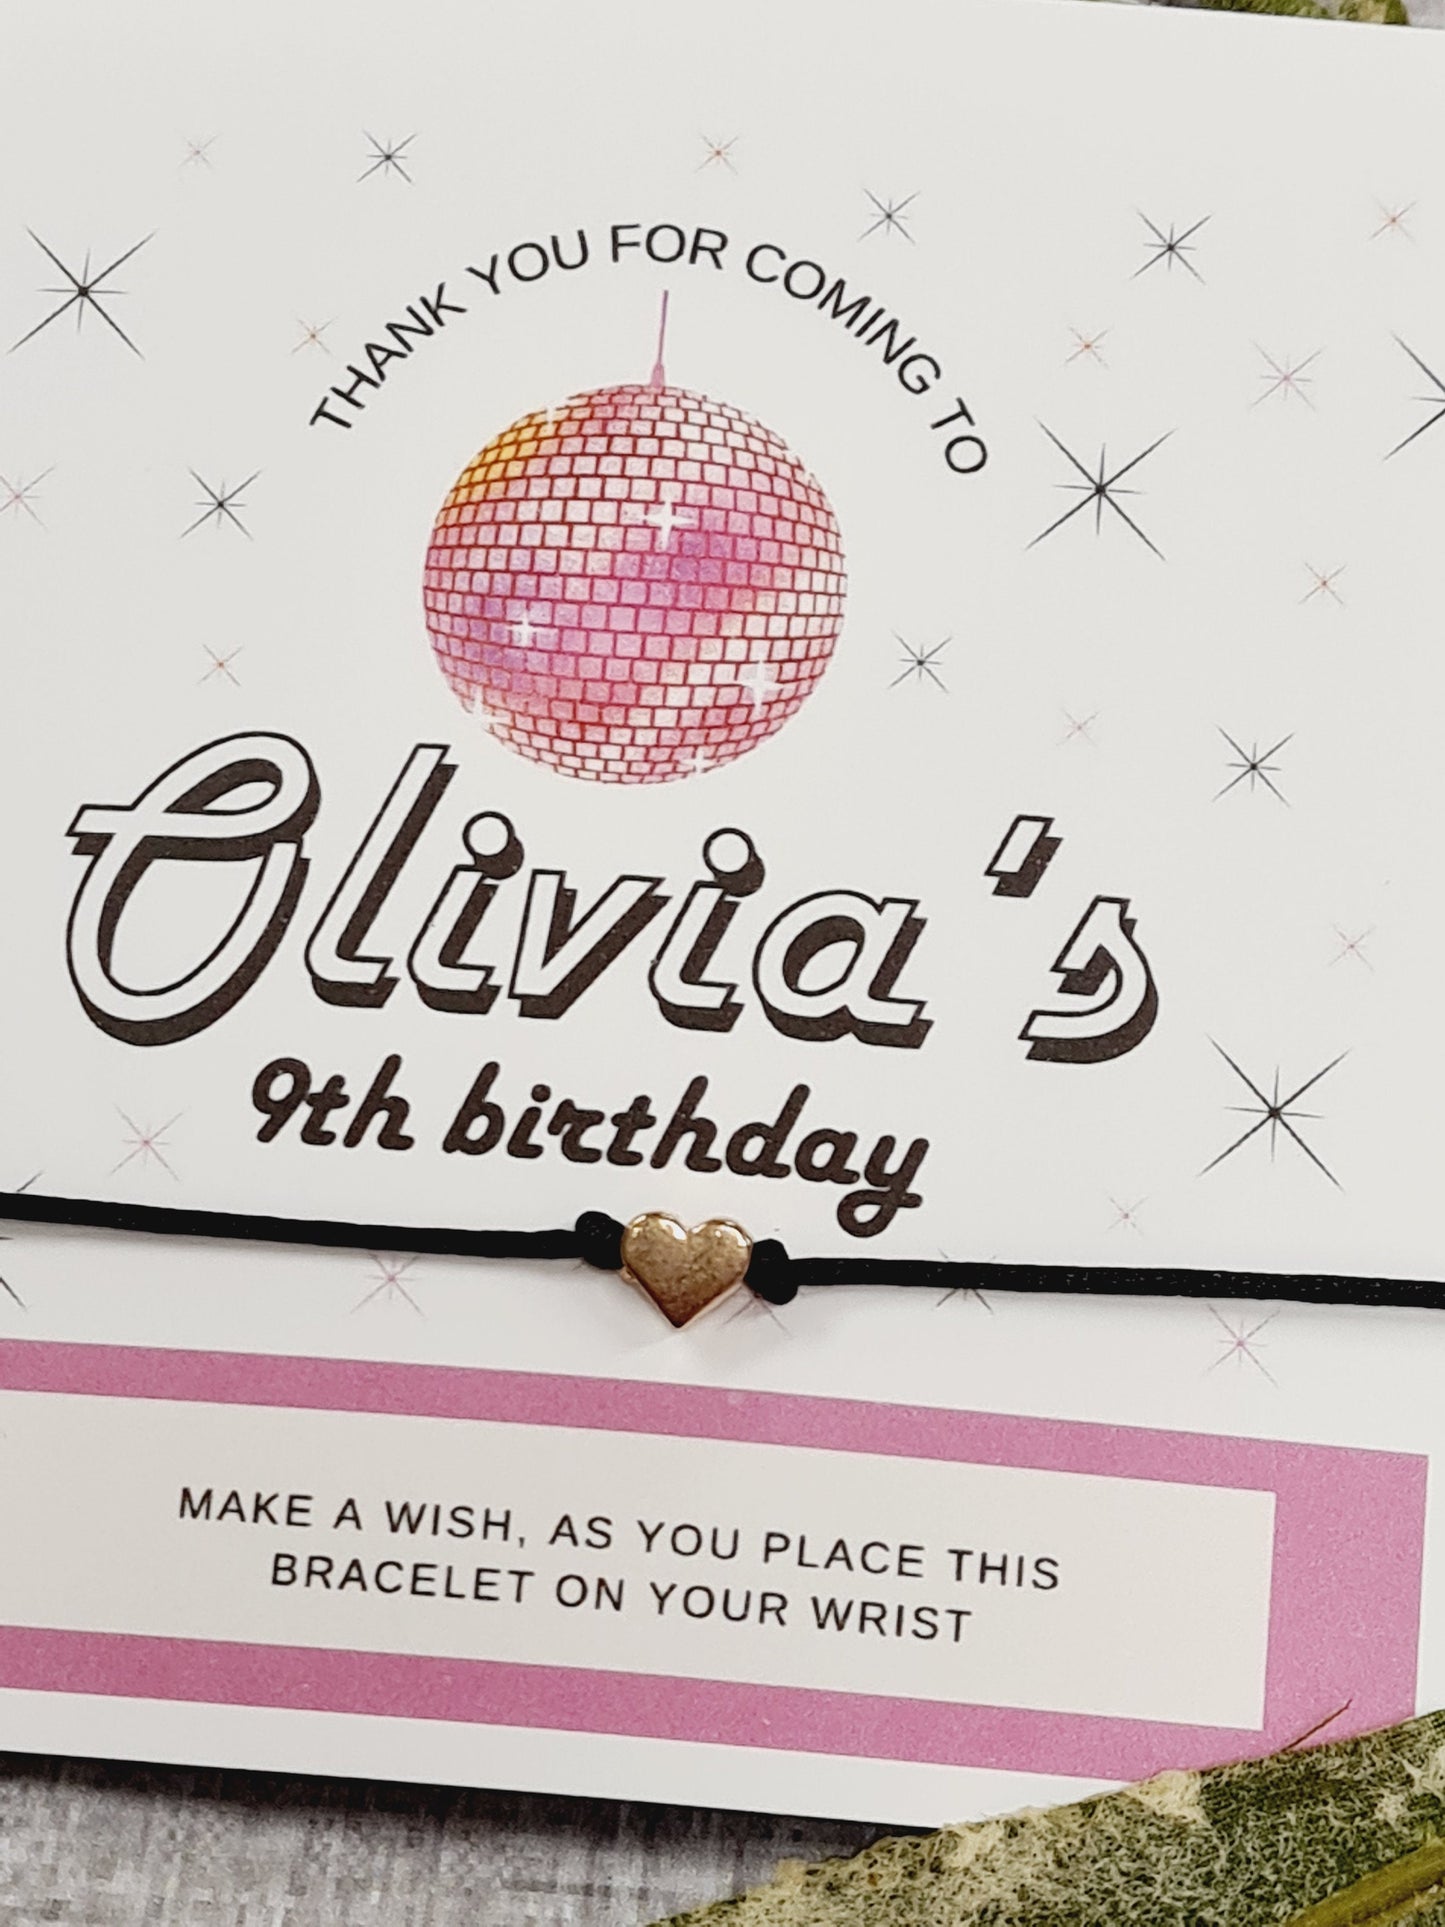 THANK YOU FOR COMING TO
Olivia's
9th birthday
MAKE A WISH, AS YOU PLACE THIS
BRACELET ON YOUR WRIST